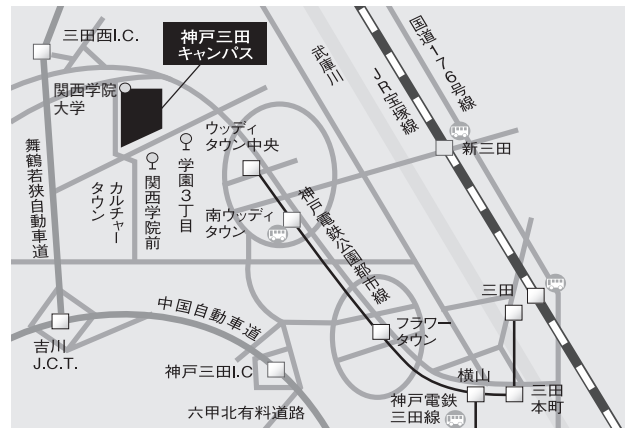 三田西I.C.
神戸三田
キャンパス
関西学院
大学
武庫川
JR宝塚線
国道176号線
ウッディ
タウン中央
新三田
学園3丁目
関西学院前
カルチャー
タウン
舞鶴若狭自動車道
南ウッディ
タウン
神戸電鉄公園都市線
三田
中国自動車道
フラワー
タウン
吉川
J.C.T.
神戸三田I.C
横山
三田
本町
神戸電鉄
三田線
六甲北有料道路